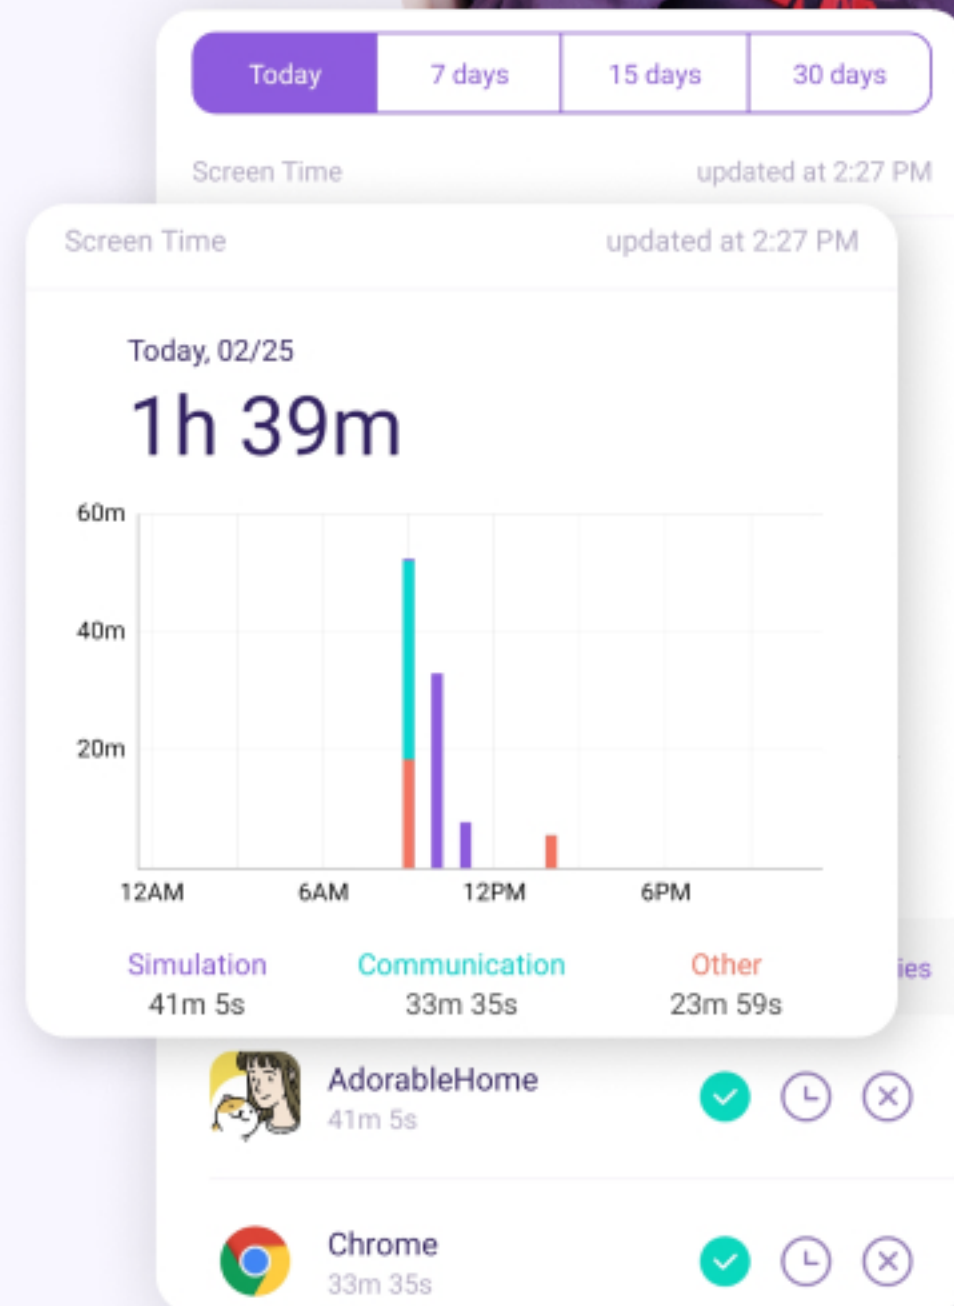 Today 7 days 15 days 30 days
Screen Time updated at 2:27 PM
Screen Time updated at 2:27 PM
Today, 02/25
1h 39m
60m
40m
20m
12AM 6AM 12PM 6PM
Simulation Communication Other
41m 5s 33m 35s 23m 59s
ies
AdorableHome
41m 5s
Chrome
33m 35s